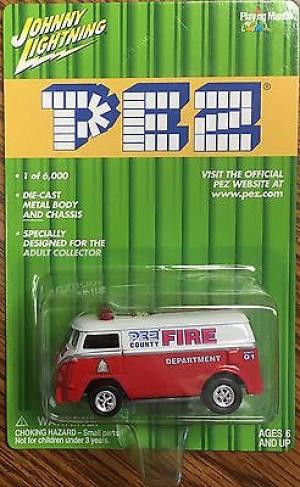 JOHNNY
LIGHTNING
Playing Mantis
PEZ®
• 1 of 6,000
• DIE-CAST
METAL BODY
AND CHASSIS
• SPECIALLY
DESIGNED FOR THE
ADULT COLLECTOR
VISIT THE OFFICIAL
PEZ WEBSITE AT
www.pez.com
PEZ
COUNTY
FIRE
DEPARTMENT
01
WARNING:
CHOKING HAZARD - Small parts
Not for children under 3 years.
AGES 6
AND UP